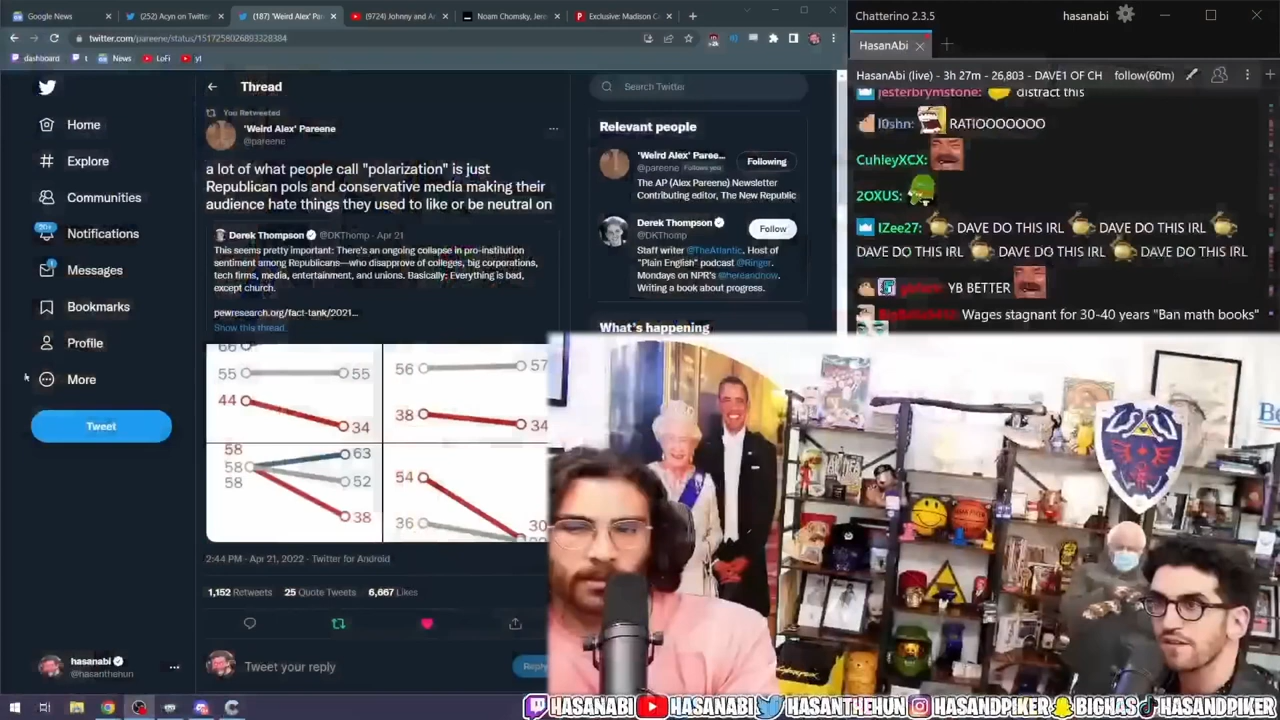 Google News
(252) Acyn on Twitter
(187) 'Weird Alex' Par
(9724) Johnny and A
Noam Chomsky, Jere
Exclusive: Madison C
twitter.com/pareene/status/1517258026893328384
dashboard
t
News
LoFi
yt
Home
Explore
Communities
20+
Notifications
Messages
Bookmarks
Profile
More
Tweet
hasanabi
@hasanthehun
Thread
You Retweeted
'Weird Alex' Pareene
@pareene
a lot of what people call "polarization" is just
Republican pols and conservative media making their
audience hate things they used to like or be neutral on
Derek Thompson
@DKThomp · Apr 21
This seems pretty important: There's an ongoing collapse in pro-institution
sentiment among Republicans—who disapprove of colleges, big corporations,
tech firms, media, entertainment, and unions. Basically: Everything is bad,
except church.
pewresearch.org/fact-tank/2021...
Show this thread
66
55
55
56
57
44
34
38
34
58
58
58
63
52
38
54
36
30
2:44 PM · Apr 21, 2022 · Twitter for Android
1,152 Retweets
25 Quote Tweets
6,667 Likes
Tweet your reply
Reply
Search Twitter
Relevant people
'Weird Alex' Paree...
@pareene
Follows you
Following
The AP (Alex Pareene) Newsletter
Contributing editor, The New Republic
Derek Thompson
@DKThomp
Follow
Staff writer @TheAtlantic. Host of
"Plain English" podcast @Ringer.
Mondays on NPR's @hereandnow.
Writing a book about progress.
What's happening
Chatterino 2.3.5
hasanabi
HasanAbi
HasanAbi (live) - 3h 27m - 26,803 - DAVE1 OF CH
follow(60m)
jesterbrymstone: distract this
l0shn: RATIOOOOOOO
CuhleyXCX:
2OXUS:
IZee27: DAVE DO THIS IRL DAVE DO THIS IRL
DAVE DO THIS IRL DAVE DO THIS IRL DAVE DO THIS IRL
YB BETTER
Wages stagnant for 30-40 years "Ban math books"
HASANABI
HASANABI
HASANTHEHUN
HASANDPIKER
BIGHAS
HASANDPIKER